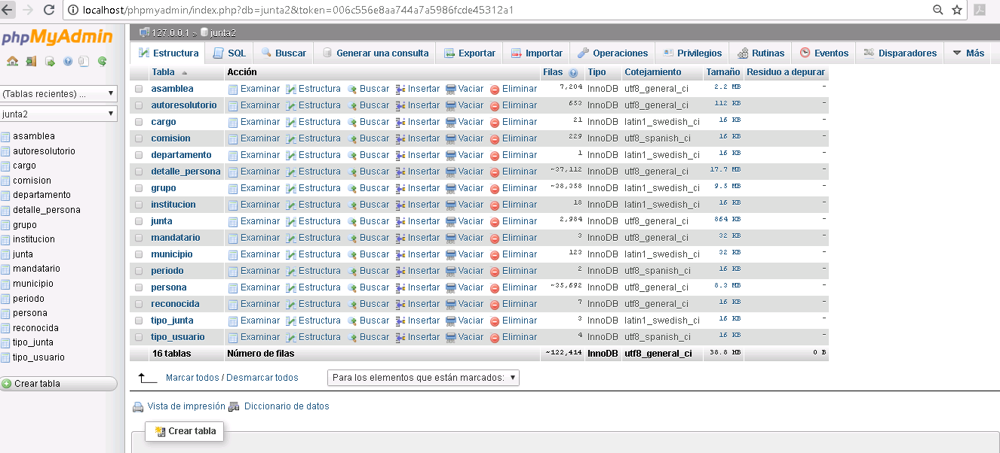 localhost/phpmyadmin/index.php?db=junta2&token=006c556e8aa744a7a5986fcde45312a1
phpMyAdmin
(Tablas recientes) ...
junta2
asamblea
autoresolutorio
cargo
comision
departamento
detalle_persona
grupo
institucion
junta
mandatario
municipio
periodo
persona
reconocida
tipo_junta
tipo_usuario
Crear tabla
127.0.0.1 » junta2
Estructura SQL Buscar Generar una consulta Exportar Importar Operaciones Privilegios Rutinas Eventos Disparadores Más
Tabla Acción Filas Tipo Cotejamiento Tamaño Residuo a depurar
asamblea Examinar Estructura Buscar Insertar Vaciar Eliminar 7,204 InnoDB utf8_general_ci 2.2 MB -
autoresolutorio Examinar Estructura Buscar Insertar Vaciar Eliminar 653 InnoDB utf8_general_ci 112 KB -
cargo Examinar Estructura Buscar Insertar Vaciar Eliminar 21 InnoDB latin1_swedish_ci 16 KB -
comision Examinar Estructura Buscar Insertar Vaciar Eliminar 229 InnoDB utf8_spanish_ci 16 KB -
departamento Examinar Estructura Buscar Insertar Vaciar Eliminar 1 InnoDB latin1_swedish_ci 16 KB -
detalle_persona Examinar Estructura Buscar Insertar Vaciar Eliminar ~37,112 InnoDB utf8_general_ci 17.7 MB -
grupo Examinar Estructura Buscar Insertar Vaciar Eliminar ~38,358 InnoDB latin1_swedish_ci 9.5 MB -
institucion Examinar Estructura Buscar Insertar Vaciar Eliminar 18 InnoDB latin1_swedish_ci 16 KB -
junta Examinar Estructura Buscar Insertar Vaciar Eliminar 2,984 InnoDB utf8_general_ci 864 KB -
mandatario Examinar Estructura Buscar Insertar Vaciar Eliminar 3 InnoDB utf8_general_ci 32 KB -
municipio Examinar Estructura Buscar Insertar Vaciar Eliminar 123 InnoDB latin1_swedish_ci 32 KB -
periodo Examinar Estructura Buscar Insertar Vaciar Eliminar 2 InnoDB utf8_spanish_ci 16 KB -
persona Examinar Estructura Buscar Insertar Vaciar Eliminar ~35,692 InnoDB utf8_general_ci 8.3 MB -
reconocida Examinar Estructura Buscar Insertar Vaciar Eliminar 7 InnoDB utf8_general_ci 16 KB -
tipo_junta Examinar Estructura Buscar Insertar Vaciar Eliminar 3 InnoDB latin1_swedish_ci 16 KB -
tipo_usuario Examinar Estructura Buscar Insertar Vaciar Eliminar 4 InnoDB utf8_spanish_ci 16 KB -
16 tablas Número de filas ~122,414 InnoDB utf8_general_ci 38.8 MB 0 B
Marcar todos / Desmarcar todos Para los elementos que están marcados:
Vista de impresión Diccionario de datos
Crear tabla